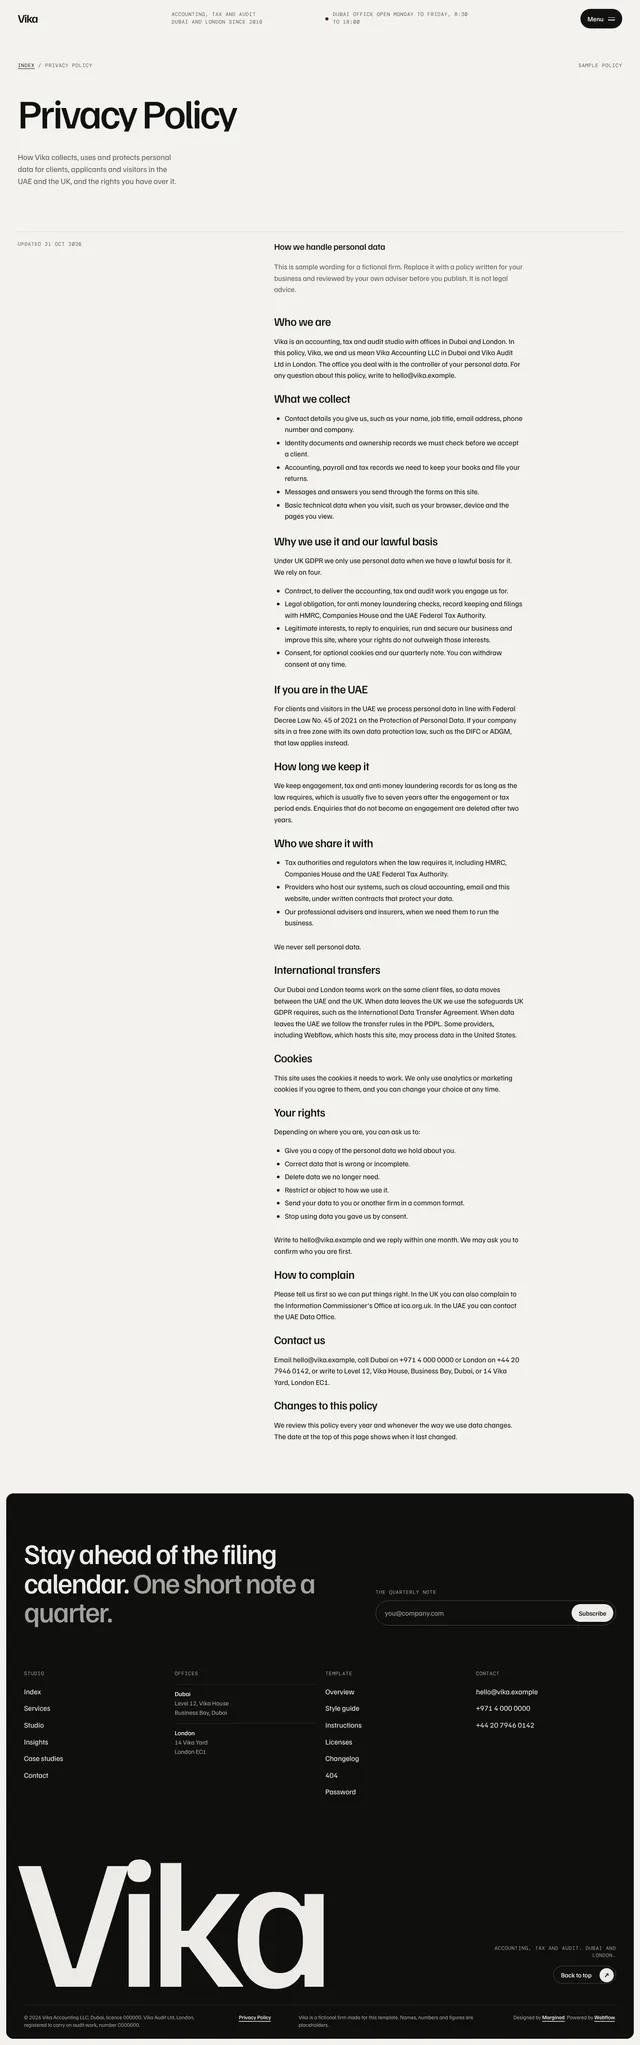 Vika
ACCOUNTING, TAX AND AUDIT
DUBAI AND LONDON SINCE 2016
DUBAI OFFICE OPEN MONDAY TO FRIDAY, 8:30
TO 18:00
Menu
INDEX / PRIVACY POLICY
SAMPLE POLICY
Privacy Policy
How Vika collects, uses and protects personal
data for clients, applicants and visitors in the
UAE and the UK, and the rights you have over it.
UPDATED 21 OCT 2026
How we handle personal data
This is sample wording for a fictional firm. Replace it with a policy written for your
business and reviewed by your own adviser before you publish. It is not legal
advice.
Who we are
Vika is an accounting, tax and audit studio with offices in Dubai and London. In
this policy, Vika, we and us mean Vika Accounting LLC in Dubai and Vika Audit
Ltd in London. The office you deal with is the controller of your personal data. For
any question about this policy, write to hello@vika.example.
What we collect
• Contact details you give us, such as your name, job title, email address, phone
number and company.
• Identity documents and ownership records we must check before we accept
a client.
• Accounting, payroll and tax records we need to keep your books and file your
returns.
• Messages and answers you send through the forms on this site.
• Basic technical data when you visit, such as your browser, device and the
pages you view.
Why we use it and our lawful basis
Under UK GDPR we only use personal data when we have a lawful basis for it.
We rely on four.
• Contract, to deliver the accounting, tax and audit work you engage us for.
• Legal obligation, for anti money laundering checks, record keeping and filings
with HMRC, Companies House and the UAE Federal Tax Authority.
• Legitimate interests, to reply to enquiries, run and secure our business and
improve this site, where your rights do not outweigh those interests.
• Consent, for optional cookies and our quarterly note. You can withdraw
consent at any time.
If you are in the UAE
For clients and visitors in the UAE we process personal data in line with Federal
Decree Law No. 45 of 2021 on the Protection of Personal Data. If your company
sits in a free zone with its own data protection law, such as the DIFC or ADGM,
that law applies instead.
How long we keep it
We keep engagement, tax and anti money laundering records for as long as the
law requires, which is usually five to seven years after the engagement or tax
period ends. Enquiries that do not become an engagement are deleted after two
years.
Who we share it with
• Tax authorities and regulators when the law requires it, including HMRC,
Companies House and the UAE Federal Tax Authority.
• Providers who host our systems, such as cloud accounting, email and this
website, under written contracts that protect your data.
• Our professional advisers and insurers, when we need them to run the
business.
We never sell personal data.
International transfers
Our Dubai and London teams work on the same client files, so data moves
between the UAE and the UK. When data leaves the UK we use the safeguards UK
GDPR requires, such as the International Data Transfer Agreement. When data
leaves the UAE we follow the transfer rules in the PDPL. Some providers,
including Webflow, which hosts this site, may process data in the United States.
Cookies
This site uses the cookies it needs to work. We only use analytics or marketing
cookies if you agree to them, and you can change your choice at any time.
Your rights
Depending on where you are, you can ask us to:
• Give you a copy of the personal data we hold about you.
• Correct data that is wrong or incomplete.
• Delete data we no longer need.
• Restrict or object to how we use it.
• Send your data to you or another firm in a common format.
• Stop using data you gave us by consent.
Write to hello@vika.example and we reply within one month. We may ask you to
confirm who you are first.
How to complain
Please tell us first so we can put things right. In the UK you can also complain to
the Information Commissioner's Office at ico.org.uk. In the UAE you can contact
the UAE Data Office.
Contact us
Email hello@vika.example, call Dubai on +971 4 000 0000 or London on +44 20
7946 0142, or write to Level 12, Vika House, Business Bay, Dubai, or 14 Vika
Yard, London EC1.
Changes to this policy
We review this policy every year and whenever the way we use data changes.
The date at the top of this page shows when it last changed.
Stay ahead of the filing
calendar. One short note a
quarter.
THE QUARTERLY NOTE
you@company.com
Subscribe
STUDIO
Index
Services
Studio
Insights
Case studies
Contact
OFFICES
Dubai
Level 12, Vika House
Business Bay, Dubai
London
14 Vika Yard
London EC1
TEMPLATE
Overview
Style guide
Instructions
Licenses
Changelog
404
Password
CONTACT
hello@vika.example
+971 4 000 0000
+44 20 7946 0142
Vika
ACCOUNTING, TAX AND AUDIT. DUBAI AND
LONDON.
Back to top
© 2026 Vika Accounting LLC, Dubai, licence 000000. Vika Audit Ltd, London,
registered to carry on audit work, number C000000.
Privacy Policy
Vika is a fictional firm made for this template. Names, numbers and figures are
placeholders.
Designed by Margined. Powered by Webflow.